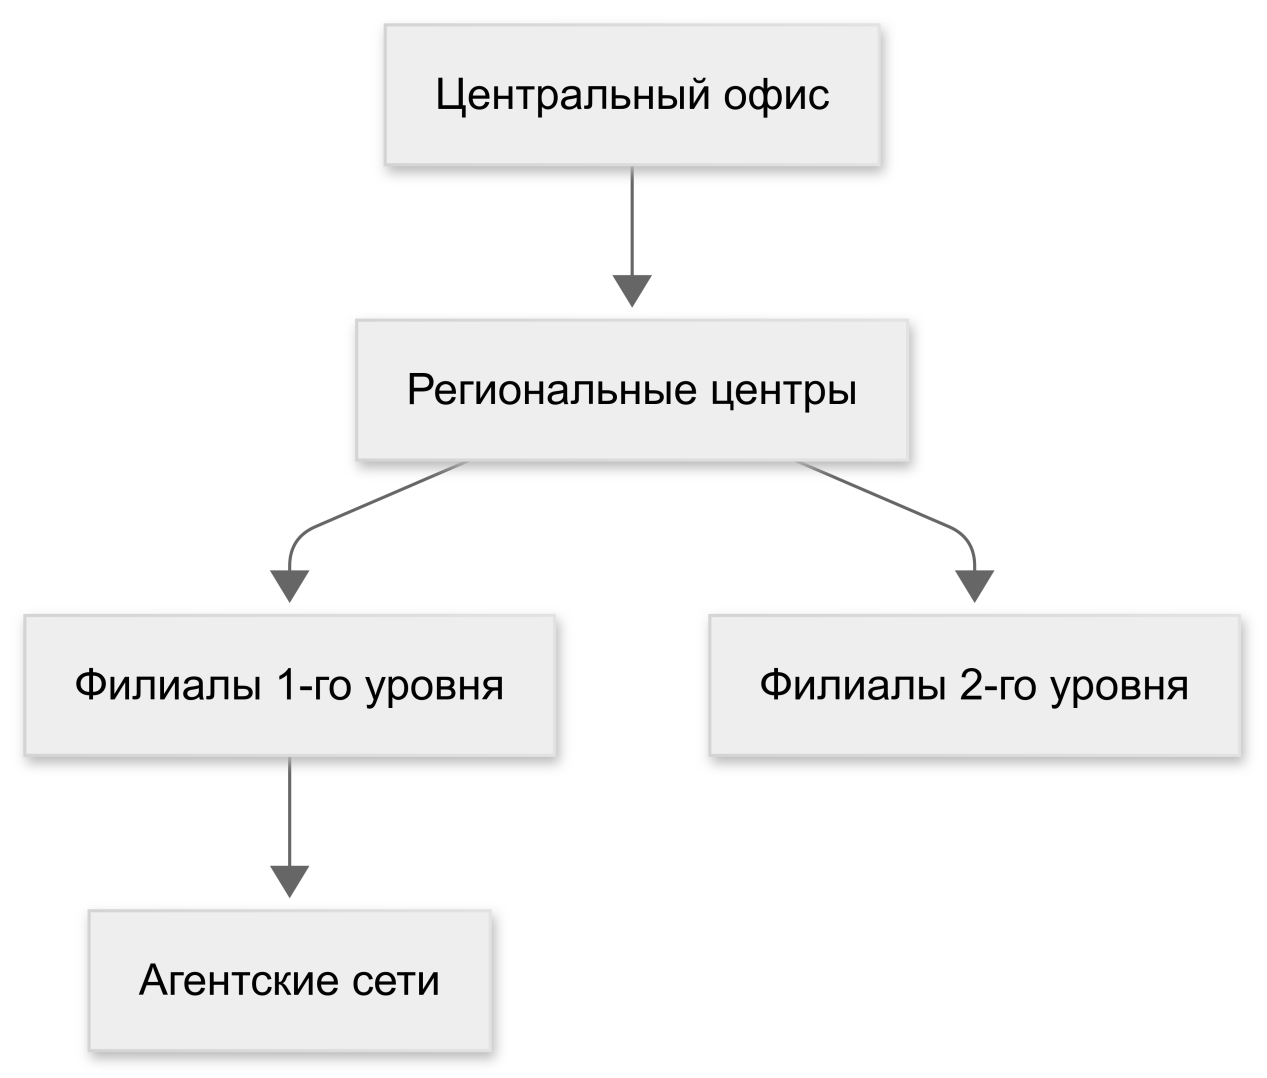 Центральный офис
Региональные центры
Филиалы 1-го уровня
Филиалы 2-го уровня
Агентские сети